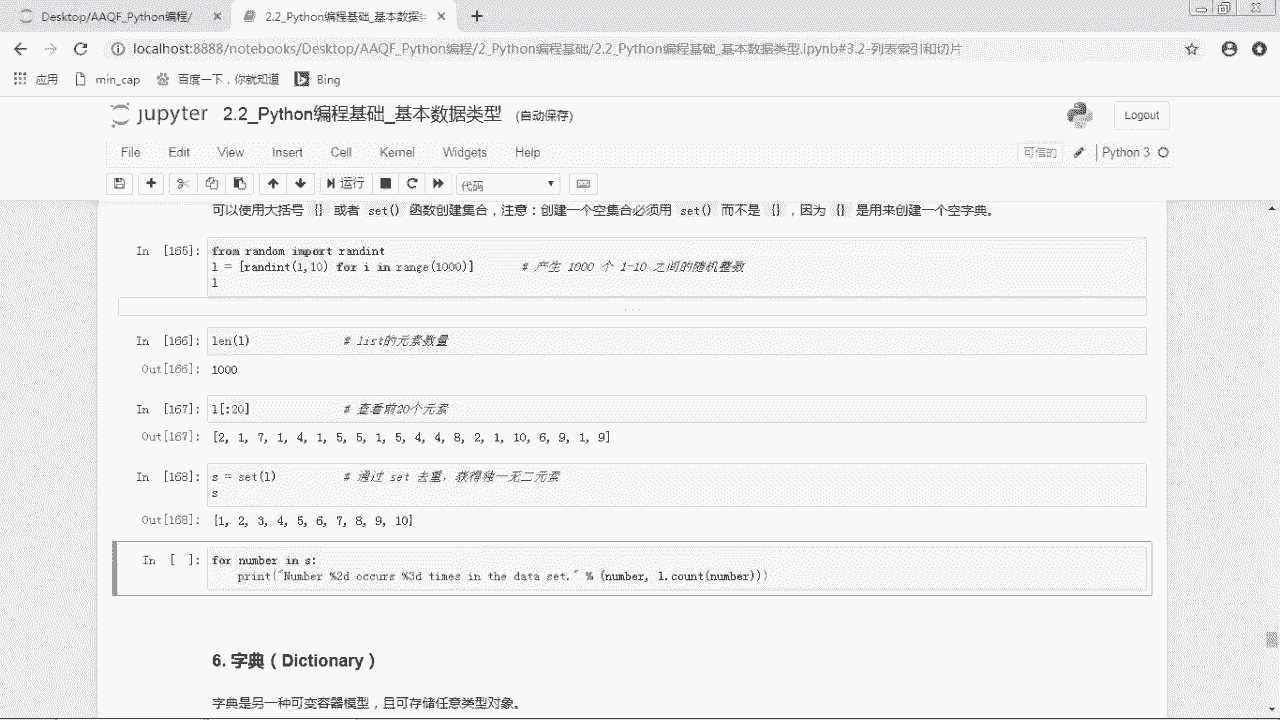 Desktop/AAQF_Python编程/
2.2_Python编程基础_基本数据
localhost:8888/notebooks/Desktop/AAQF_Python编程/2_Python编程基础/2.2_Python编程基础_基本数据类型.ipynb#3.2-列表索引和切片
应用 min_cap 百度一下，你就知道 Bing
jupyter 2.2_Python编程基础_基本数据类型 (自动保存) Logout
File Edit View Insert Cell Kernel Widgets Help 可信的 Python 3
运行 代码
可以使用大括号 {} 或者 set() 函数创建集合，注意：创建一个空集合必须用 set() 而不是 {} ，因为 {} 是用来创建一个空字典。
In [165]: from random import randint
l = [randint(1,10) for i in range(1000)] # 产生 1000 个 1-10 之间的随机整数
l
...
In [166]: len(l) # list的元素数量
Out[166]: 1000
In [167]: l[:20] # 查看前20个元素
Out[167]: [2, 1, 7, 1, 4, 1, 5, 5, 1, 5, 4, 4, 8, 2, 1, 10, 6, 9, 1, 9]
In [168]: s = set(l) # 通过 set 去重，获得独一无二元素
s
Out[168]: {1, 2, 3, 4, 5, 6, 7, 8, 9, 10}
In [ ]: for number in s:
print("Number %2d occurs %3d times in the data set." % (number, l.count(number)))
6. 字典（Dictionary）
字典是另一种可变容器模型，且可存储任意类型对象。